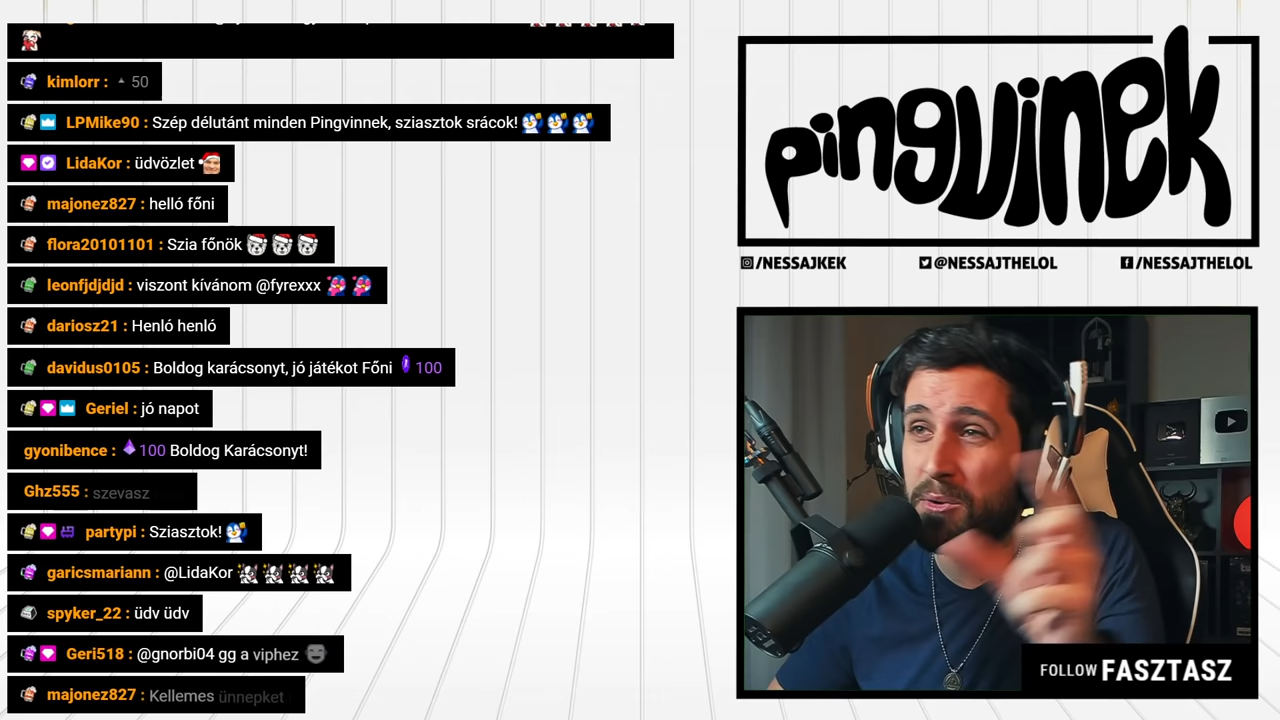 kimlorr : 50
LPMike90 : Szép délutánt minden Pingvinnek, sziasztok srácok!
LidaKor : üdvözlet
majonez827 : helló főni
flora20101101 : Szia főnök
leonfjdjdjd : viszont kívánom @fyrexxx
dariosz21 : Henló henló
davidus0105 : Boldog karácsonyt, jó játékot Főni 100
Geriel : jó napot
gyonibence : 100 Boldog Karácsonyt!
Ghz555 : szevasz
partypi : Sziasztok!
garicsmariann : @LidaKor
spyker_22 : üdv üdv
Geri518 : @gnorbi04 gg a viphez
majonez827 : Kellemes ünnepket
pingvinek
/NESSAJKEK @NESSAJTHELOL /NESSAJTHELOL
FOLLOW FASZTASZ